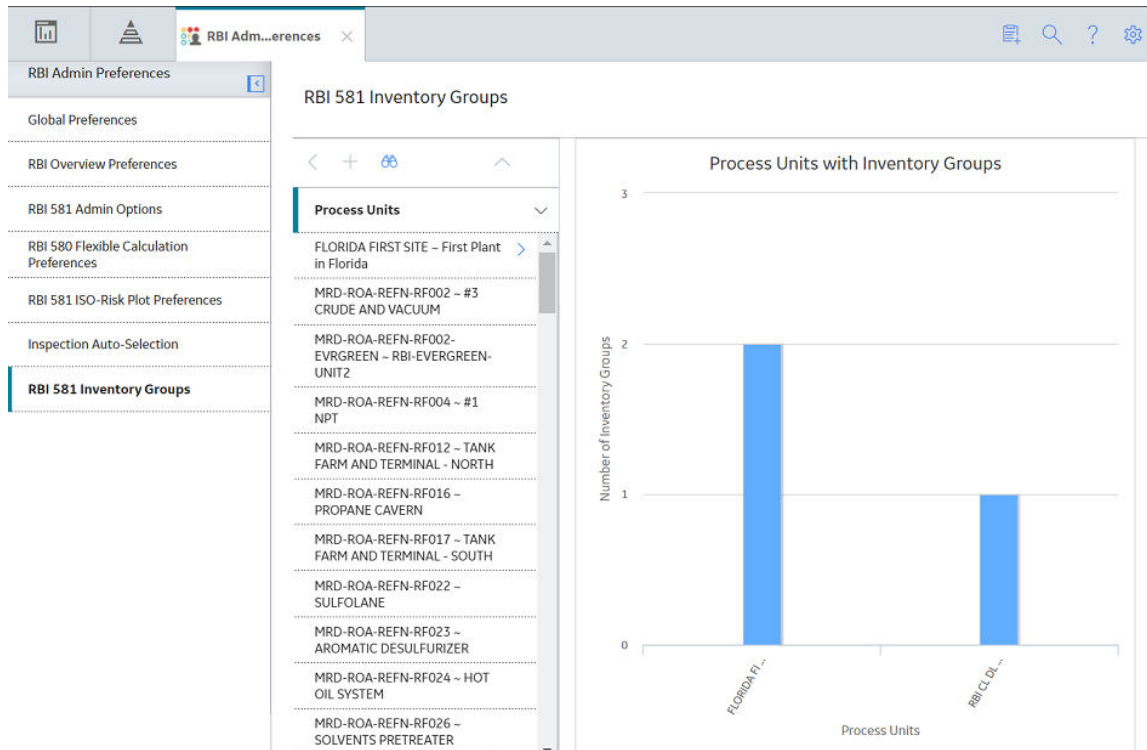 RBI Adm...erences
RBI Admin Preferences
Global Preferences
RBI Overview Preferences
RBI 581 Admin Options
RBI 580 Flexible Calculation
Preferences
RBI 581 ISO-Risk Plot Preferences
Inspection Auto-Selection
RBI 581 Inventory Groups
RBI 581 Inventory Groups
Process Units
FLORIDA FIRST SITE ~ First Plant
in Florida
MRD-ROA-REFN-RF002 ~ #3
CRUDE AND VACUUM
MRD-ROA-REFN-RF002-
EVRGREEN ~ RBI-EVERGREEN-
UNIT2
MRD-ROA-REFN-RF004 ~ #1
NPT
MRD-ROA-REFN-RF012 ~ TANK
FARM AND TERMINAL - NORTH
MRD-ROA-REFN-RF016 ~
PROPANE CAVERN
MRD-ROA-REFN-RF017 ~ TANK
FARM AND TERMINAL - SOUTH
MRD-ROA-REFN-RF022 ~
SULFOLANE
MRD-ROA-REFN-RF023 ~
AROMATIC DESULFURIZER
MRD-ROA-REFN-RF024 ~ HOT
OIL SYSTEM
MRD-ROA-REFN-RF026 ~
SOLVENTS PRETREATER
Process Units with Inventory Groups
3
2
1
0
Number of Inventory Groups
FLORIDA FI ...
RBI CL DL ...
Process Units